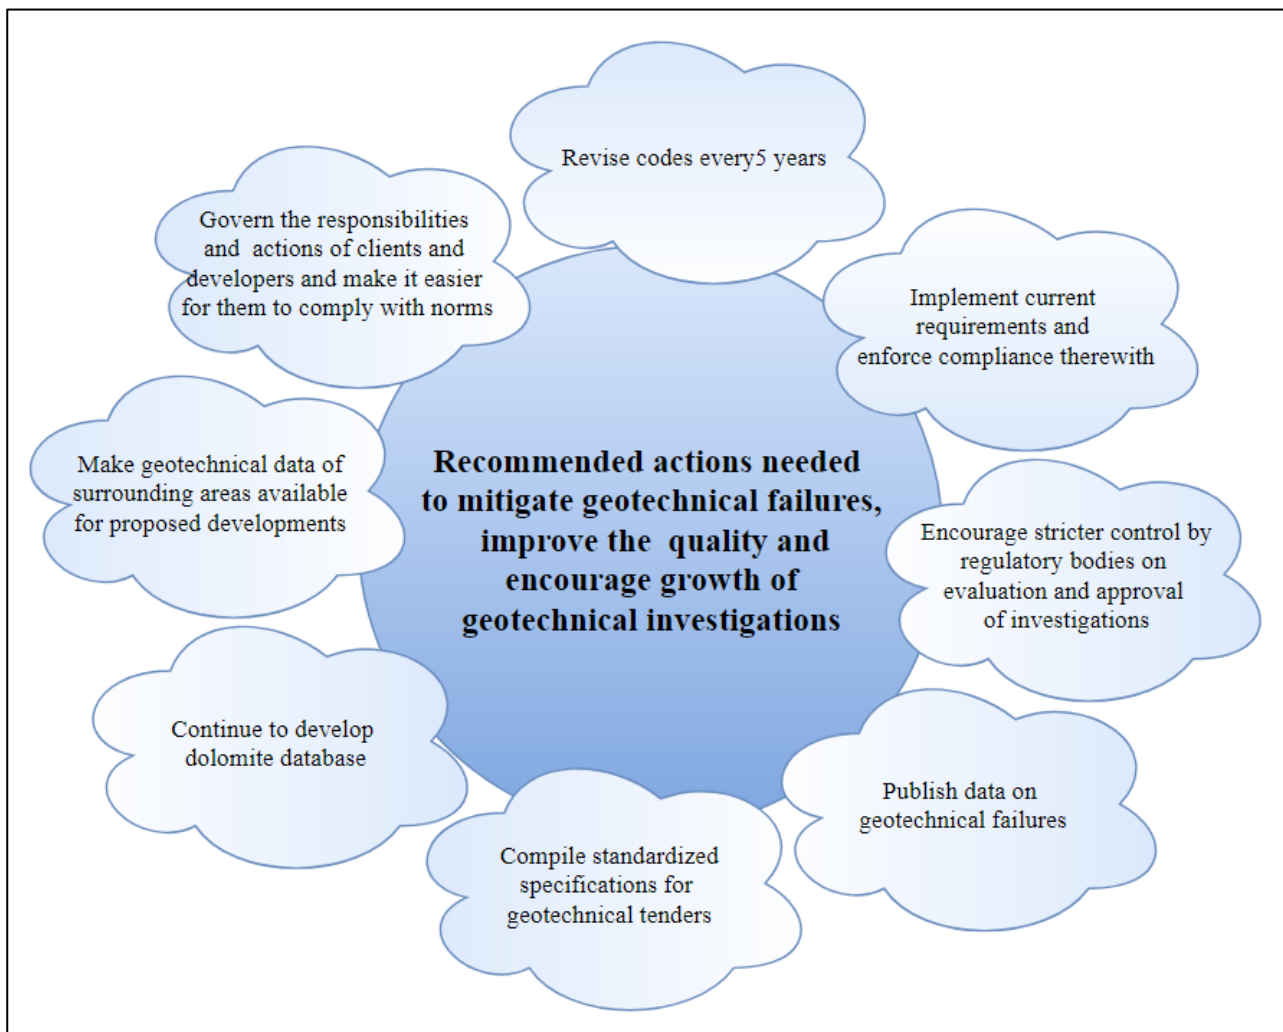 Revise codes every5 years
Govern the responsibilities
and actions of clients and
developers and make it easier
for them to comply with norms
Implement current
requirements and
enforce compliance therewith
Make geotechnical data of
surrounding areas available
for proposed developments
Recommended actions needed
to mitigate geotechnical failures,
improve the quality and
encourage growth of
geotechnical investigations
Encourage stricter control by
regulatory bodies on
evaluation and approval
of investigations
Continue to develop
dolomite database
Publish data on
geotechnical failures
Compile standardized
specifications for
geotechnical tenders